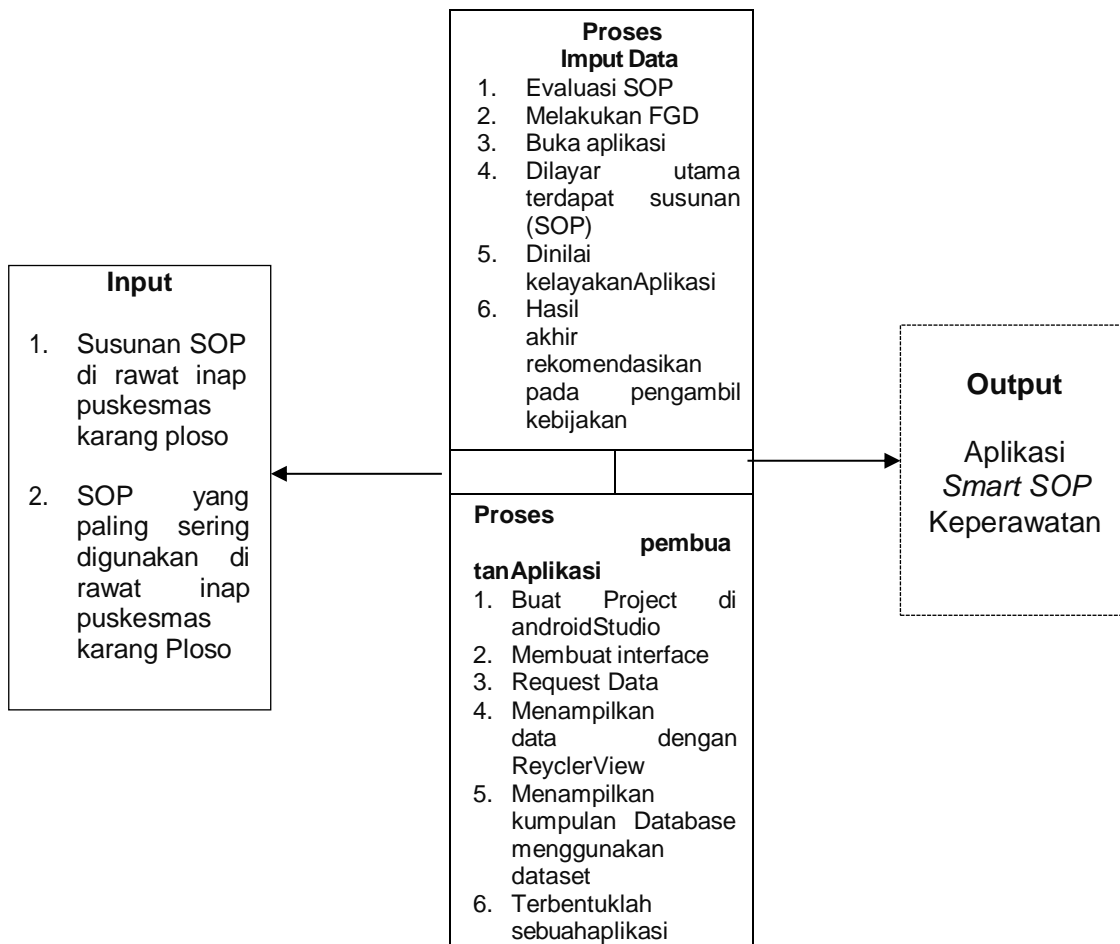 Input
1. Susunan SOP
di rawat inap
puskesmas
karang ploso
2. SOP yang
paling sering
digunakan di
rawat inap
puskesmas
karang Ploso
Proses
Imput Data
1. Evaluasi SOP
2. Melakukan FGD
3. Buka aplikasi
4. Dilayar utama
terdapat susunan
(SOP)
5. Dinilai
kelayakanAplikasi
6. Hasil
akhir
rekomendasikan
pada pengambil
kebijakan
Proses
pembua
tanAplikasi
1. Buat Project di
androidStudio
2. Membuat interface
3. Request Data
4. Menampilkan
data dengan
ReyclerView
5. Menampilkan
kumpulan Database
menggunakan
dataset
6. Terbentuklah
sebuahaplikasi
Output
Aplikasi
Smart SOP
Keperawatan